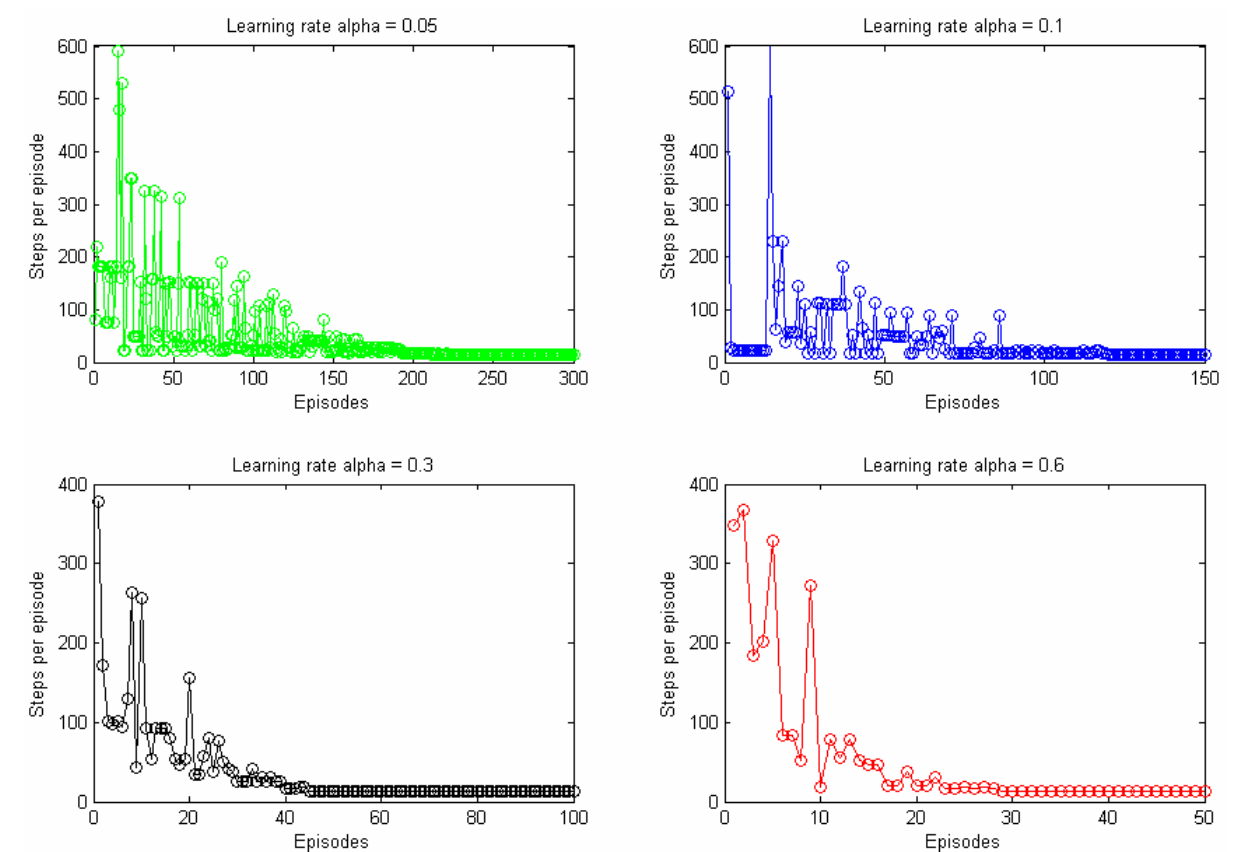 Learning rate alpha = 0.05
600
500
400
300
200
100
0
Steps per episode
0 50 100 150 200 250 300
Episodes
Learning rate alpha = 0.1
600
500
400
300
200
100
0
Steps per episode
0 50 100 150
Episodes
Learning rate alpha = 0.3
400
300
200
100
0
Steps per episode
0 20 40 60 80 100
Episodes
Learning rate alpha = 0.6
400
300
200
100
0
Steps per episode
0 10 20 30 40 50
Episodes